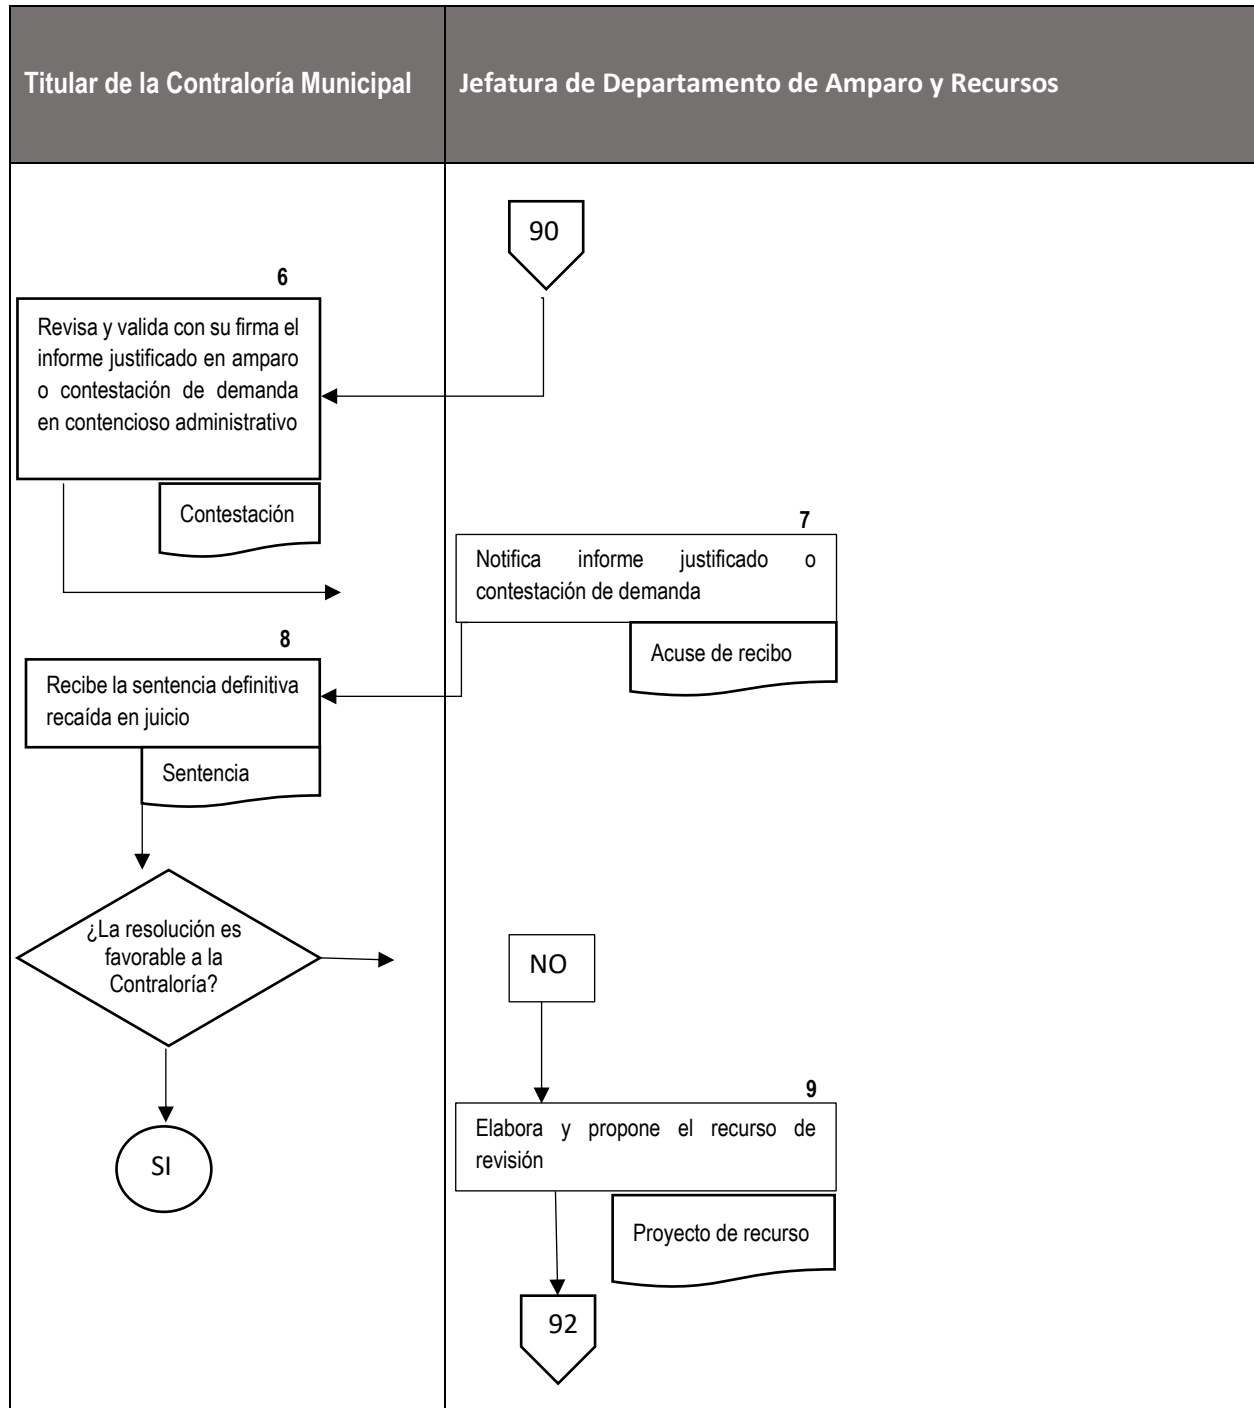 Titular de la Contraloría Municipal
Jefatura de Departamento de Amparo y Recursos
90
6
Revisa y valida con su firma el
informe justificado en amparo
o contestación de demanda
en contencioso administrativo
Contestación
7
Notifica informe justificado o
contestación de demanda
Acuse de recibo
8
Recibe la sentencia definitiva
recaída en juicio
Sentencia
¿La resolución es
favorable a la
Contraloría?
NO
SI
9
Elabora y propone el recurso de
revisión
Proyecto de recurso
92